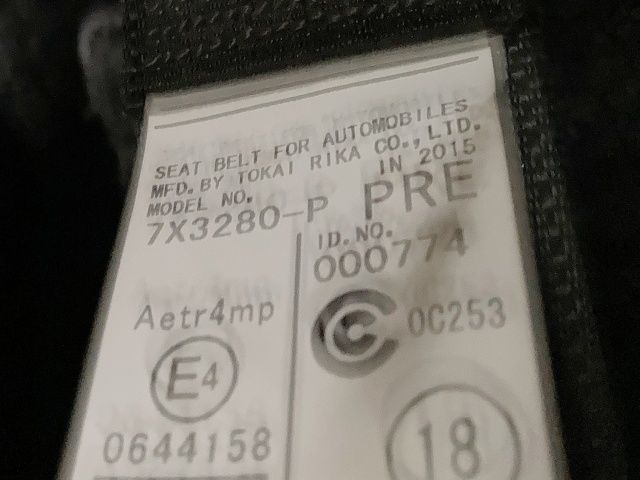 SEAT BELT FOR AUTOMOBILES
MFD. BY TOKAI RIKA CO., LTD.
IN 2015
MODEL NO.
7X3280-P PRE
ID. NO.
000774
Aetr4mp
E4
0644158
C 0C253
18